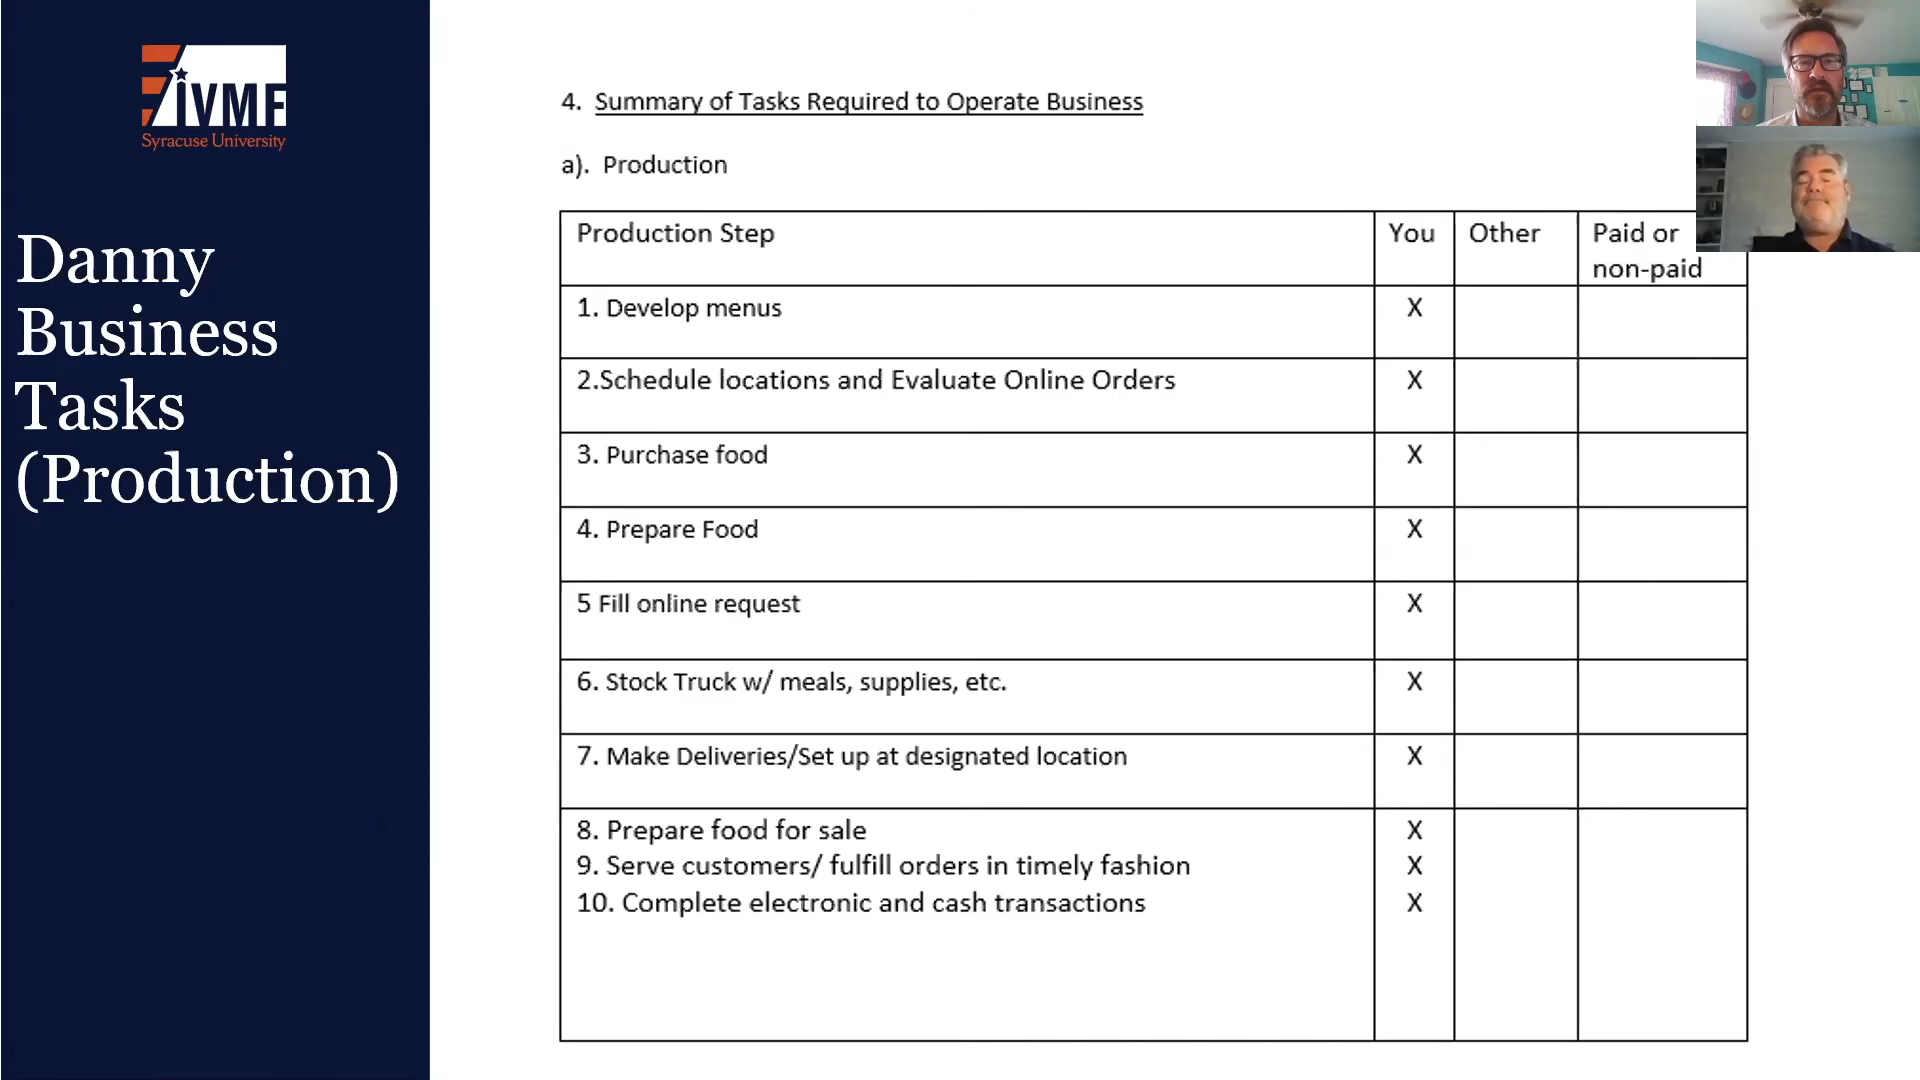 IVMF
Syracuse University
Danny
Business
Tasks
(Production)
4. Summary of Tasks Required to Operate Business
a). Production
Production Step You Other Paid or
non-paid
1. Develop menus X
2.Schedule locations and Evaluate Online Orders X
3. Purchase food X
4. Prepare Food X
5 Fill online request X
6. Stock Truck w/ meals, supplies, etc. X
7. Make Deliveries/Set up at designated location X
8. Prepare food for sale X
9. Serve customers/ fulfill orders in timely fashion X
10. Complete electronic and cash transactions X